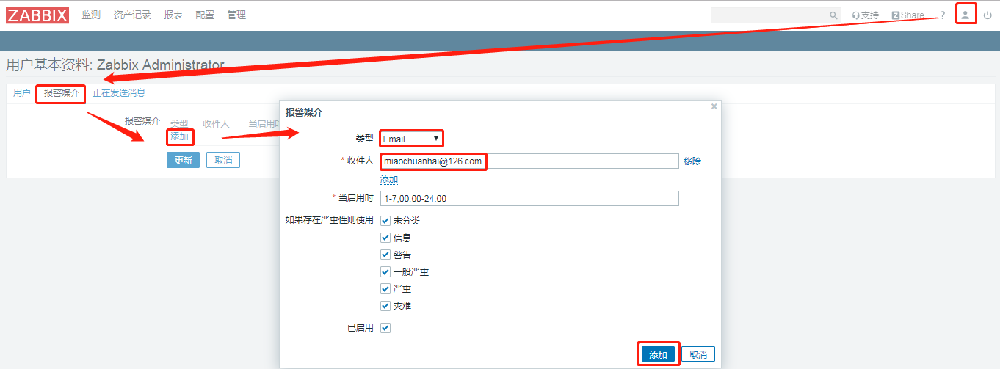 ZABBIX 监测 资产记录 报表 配置 管理 支持 Z Share ?
用户基本资料: Zabbix Administrator
用户 报警媒介 正在发送消息
报警媒介 类型 收件人 当启用时
添加
更新 取消
报警媒介
类型 Email
* 收件人 miaochuanhai@126.com 移除
添加
* 当启用时 1-7,00:00-24:00
如果存在严重性则使用 未分类
信息
警告
一般严重
严重
灾难
已启用
添加 取消